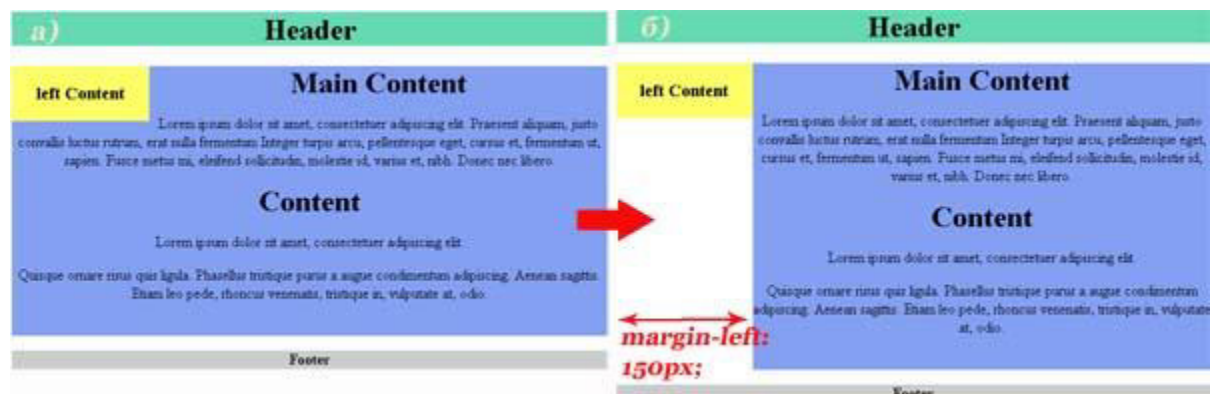 а)
Header
left Content
Main Content
Lorem ipsum dolor sit amet, consectetuer adipiscing elit. Praesent aliquam, justo
convallis luctus rutrum, erat nulla fermentum Integer turpis arcu, pellentesque eget, cursus et, fermentum ut,
sapien. Fusce metus mi, eleifend sollicitudin, molestie id, varius et, nibh. Donec nec libero.
Content
Lorem ipsum dolor sit amet, consectetuer adipiscing elit
Quisque ornare risus quis ligula. Phasellus tristique purus a augue condimentum adipiscing. Aenean sagittis.
Etiam leo pede, rhoncus venenatis, tristique in, vulputate at, odio.
Footer
б)
Header
left Content
Main Content
Lorem ipsum dolor sit amet, consectetuer adipiscing elit. Praesent aliquam, justo
convallis luctus rutrum, erat nulla fermentum Integer turpis arcu, pellentesque eget,
cursus et, fermentum ut, sapien. Fusce metus mi, eleifend sollicitudin, molestie id,
varius et, nibh. Donec nec libero.
Content
Lorem ipsum dolor sit amet, consectetuer adipiscing elit
Quisque ornare risus quis ligula. Phasellus tristique purus a augue condimentum
adipiscing. Aenean sagittis. Etiam leo pede, rhoncus venenatis, tristique in, vulputate
at, odio.
margin-left:
150px;
Footer